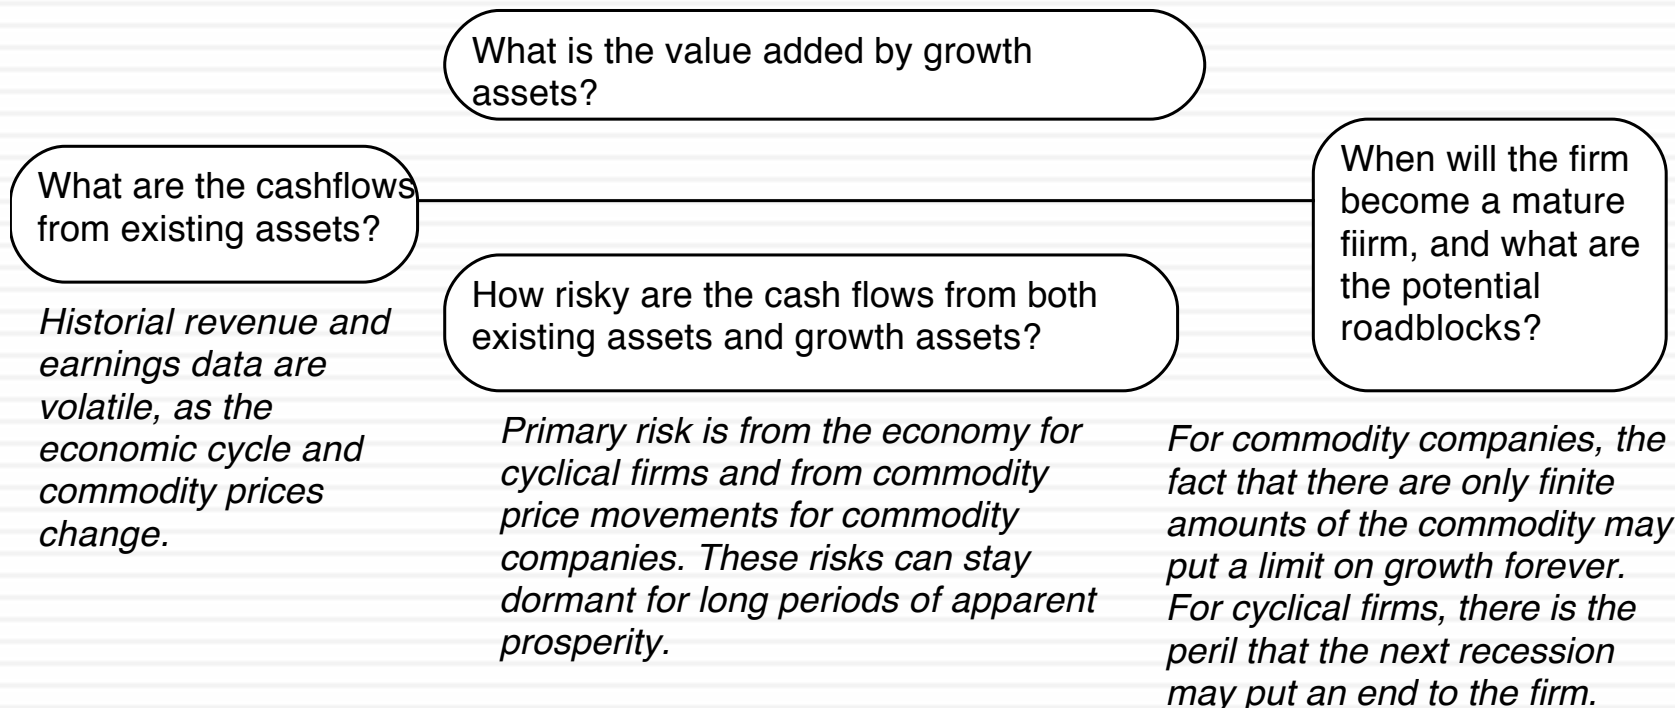 What is the value added by growth
assets?
What are the cashflows
from existing assets?
Historial revenue and
earnings data are
volatile, as the
economic cycle and
commodity prices
change.
How risky are the cash flows from both
existing assets and growth assets?
Primary risk is from the economy for
cyclical firms and from commodity
price movements for commodity
companies. These risks can stay
dormant for long periods of apparent
prosperity.
When will the firm
become a mature
fiirm, and what are
the potential
roadblocks?
For commodity companies, the
fact that there are only finite
amounts of the commodity may
put a limit on growth forever.
For cyclical firms, there is the
peril that the next recession
may put an end to the firm.